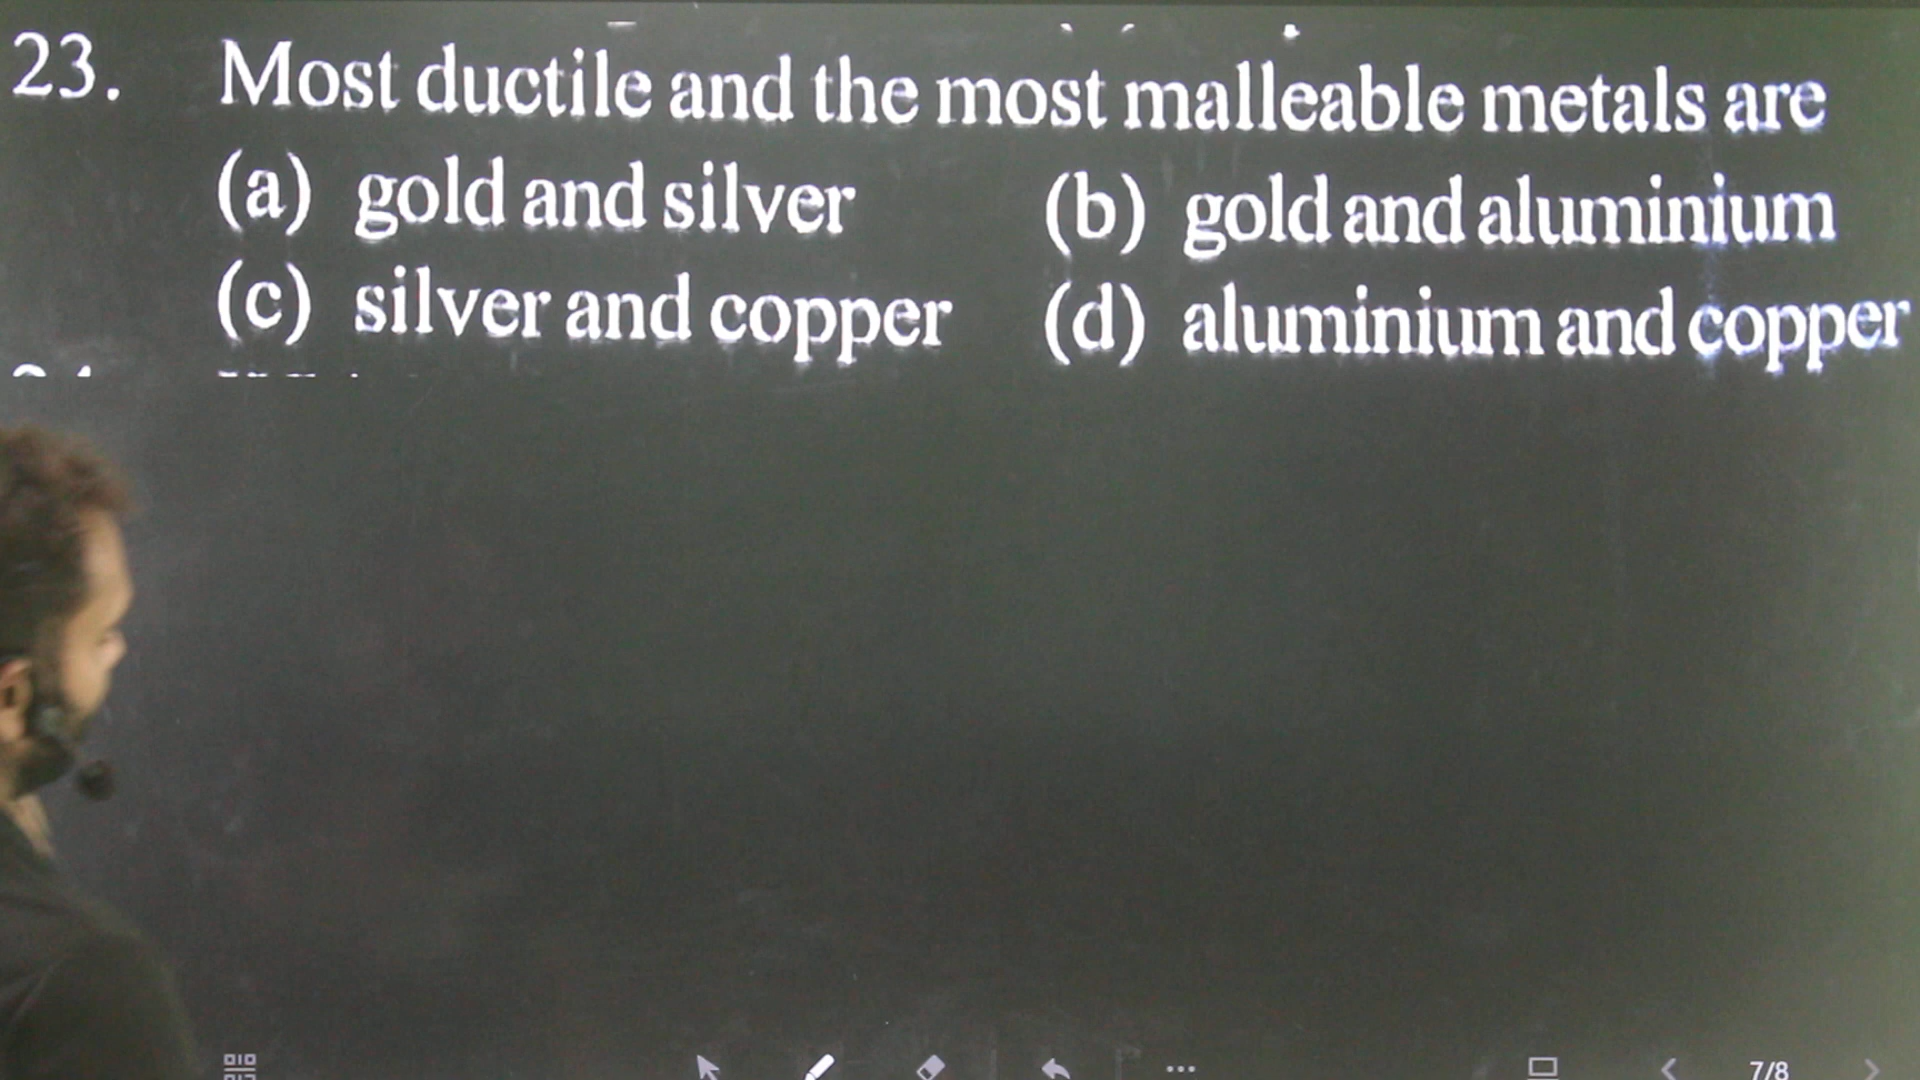 23. Most ductile and the most malleable metals are
(a) gold and silver (b) gold and aluminium
(c) silver and copper (d) aluminium and copper
7/8